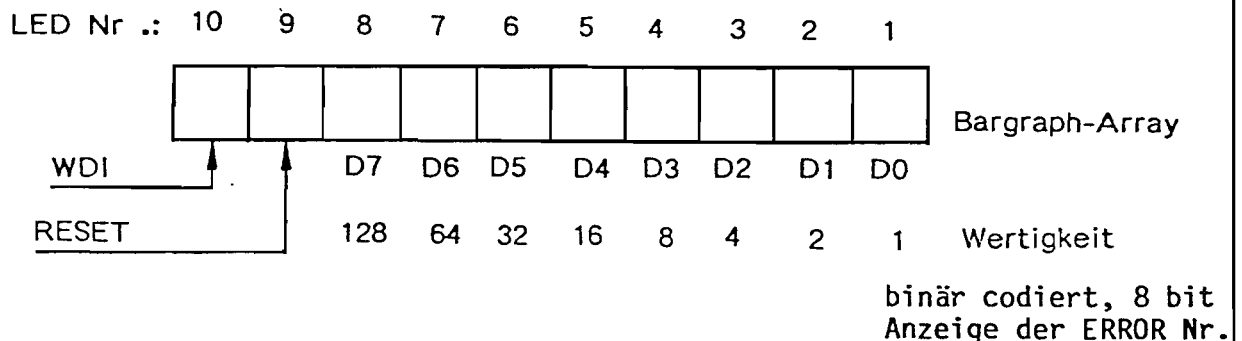 LED Nr .: 10 9 8 7 6 5 4 3 2 1
Bargraph-Array
WDI D7 D6 D5 D4 D3 D2 D1 D0
RESET 128 64 32 16 8 4 2 1 Wertigkeit
binär codiert, 8 bit
Anzeige der ERROR Nr.